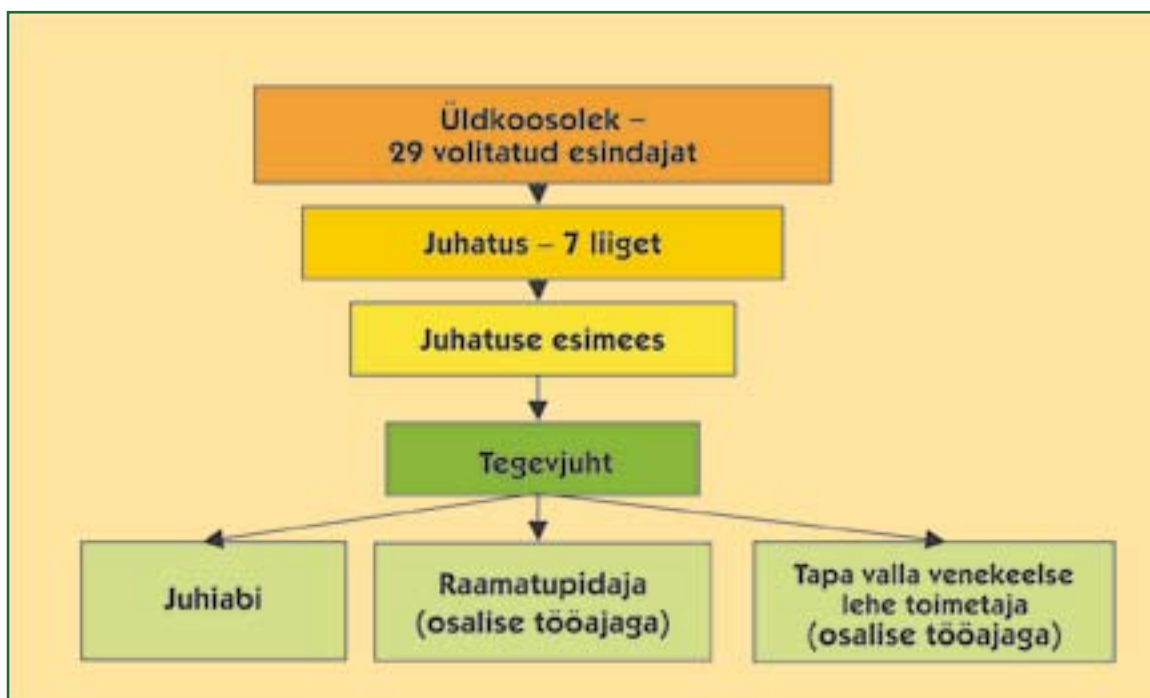 Üldkoosolek –
29 volitatud esindajat
Juhatus – 7 liiget
Juhatuse esimees
Tegevjuht
Juhiabi
Raamatupidaja
(osalise tööajaga)
Tapa valla venekeelse
lehe toimetaja
(osalise tööajaga)